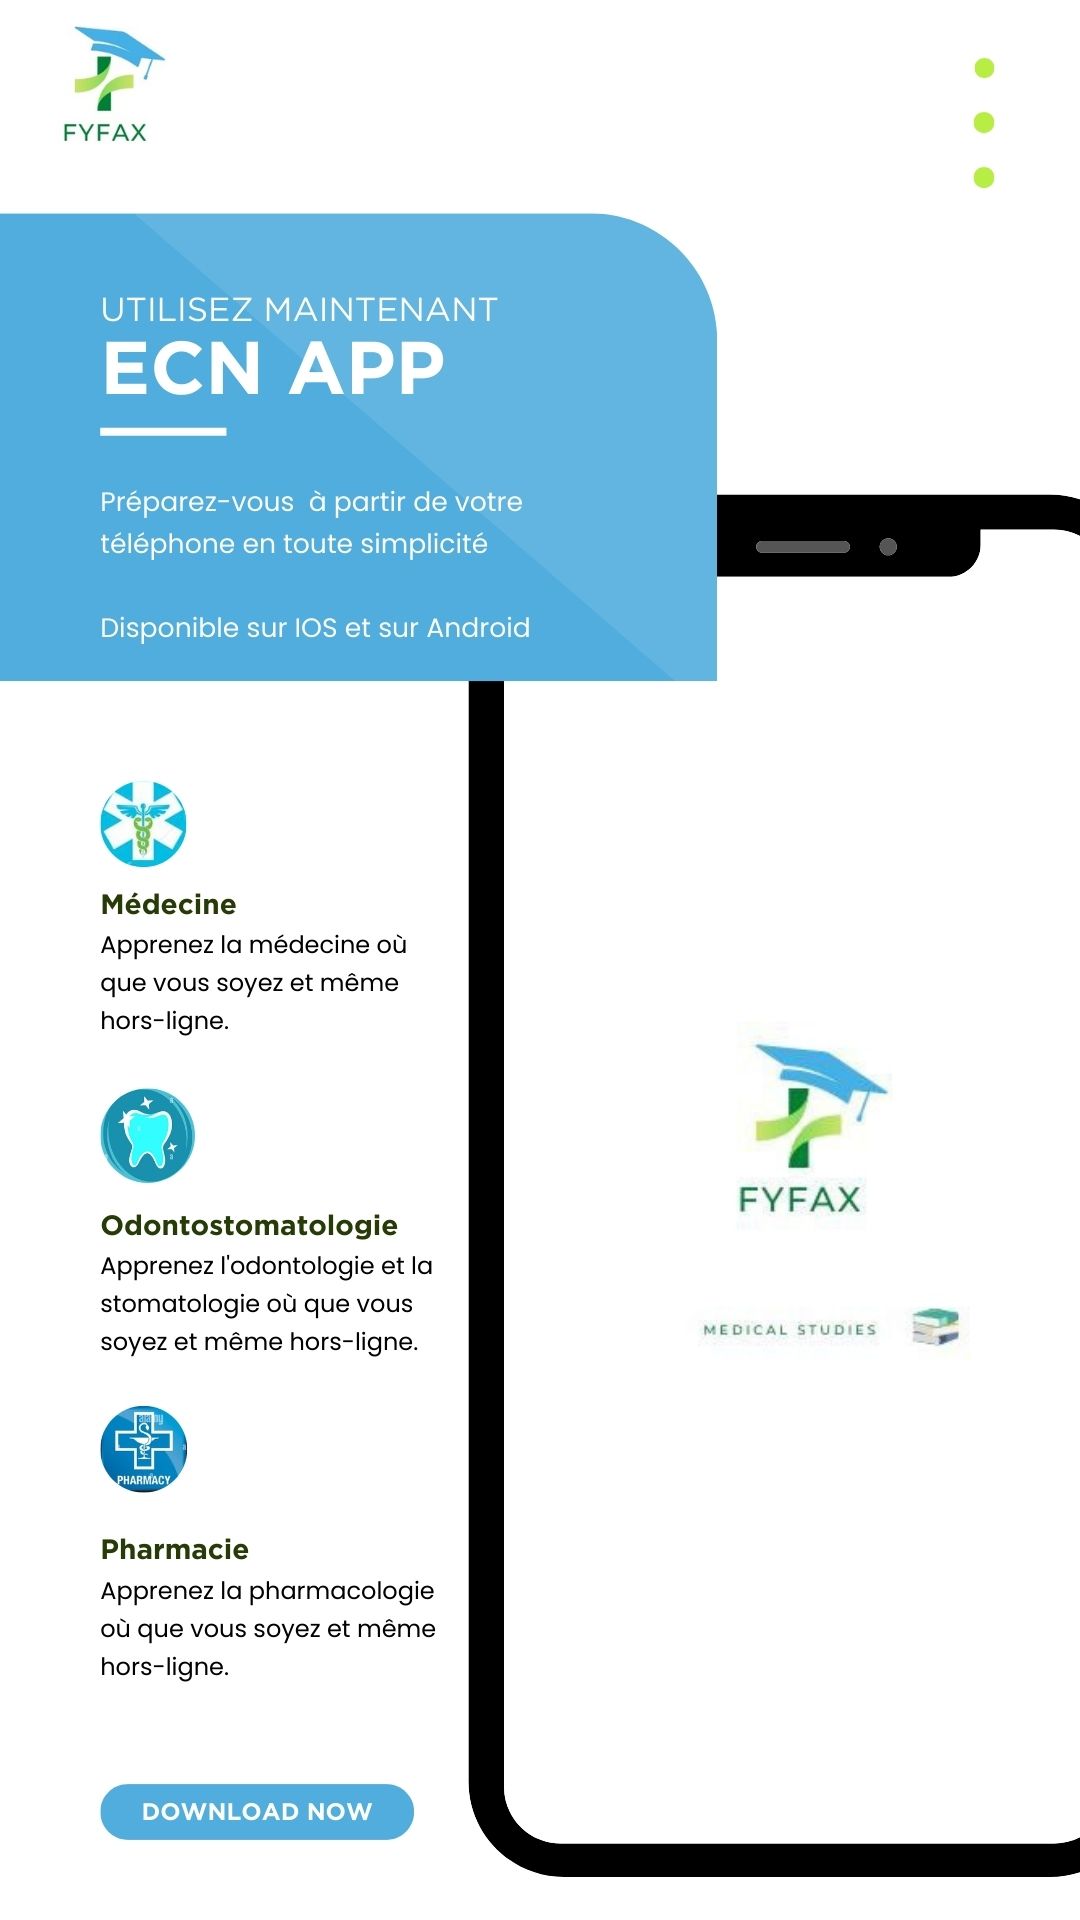 FYFAX
UTILISEZ MAINTENANT
ECN APP
Préparez-vous à partir de votre
téléphone en toute simplicité
Disponible sur IOS et sur Android
Médecine
Apprenez la médecine où
que vous soyez et même
hors-ligne.
Odontostomatologie
Apprenez l'odontologie et la
stomatologie où que vous
soyez et même hors-ligne.
PHARMACY
Pharmacie
Apprenez la pharmacologie
où que vous soyez et même
hors-ligne.
DOWNLOAD NOW
FYFAX
MEDICAL STUDIES